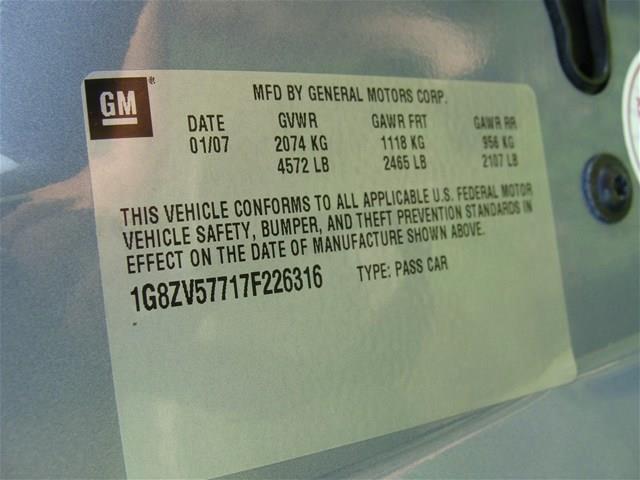 GM
MFD BY GENERAL MOTORS CORP.
DATE GVWR GAWR FRT GAWR RR
01/07 2074 KG 1118 KG 956 KG
4572 LB 2465 LB 2107 LB
THIS VEHICLE CONFORMS TO ALL APPLICABLE U.S. FEDERAL MOTOR
VEHICLE SAFETY, BUMPER, AND THEFT PREVENTION STANDARDS IN
EFFECT ON THE DATE OF MANUFACTURE SHOWN ABOVE.
1G8ZV57717F226316 TYPE: PASS CAR